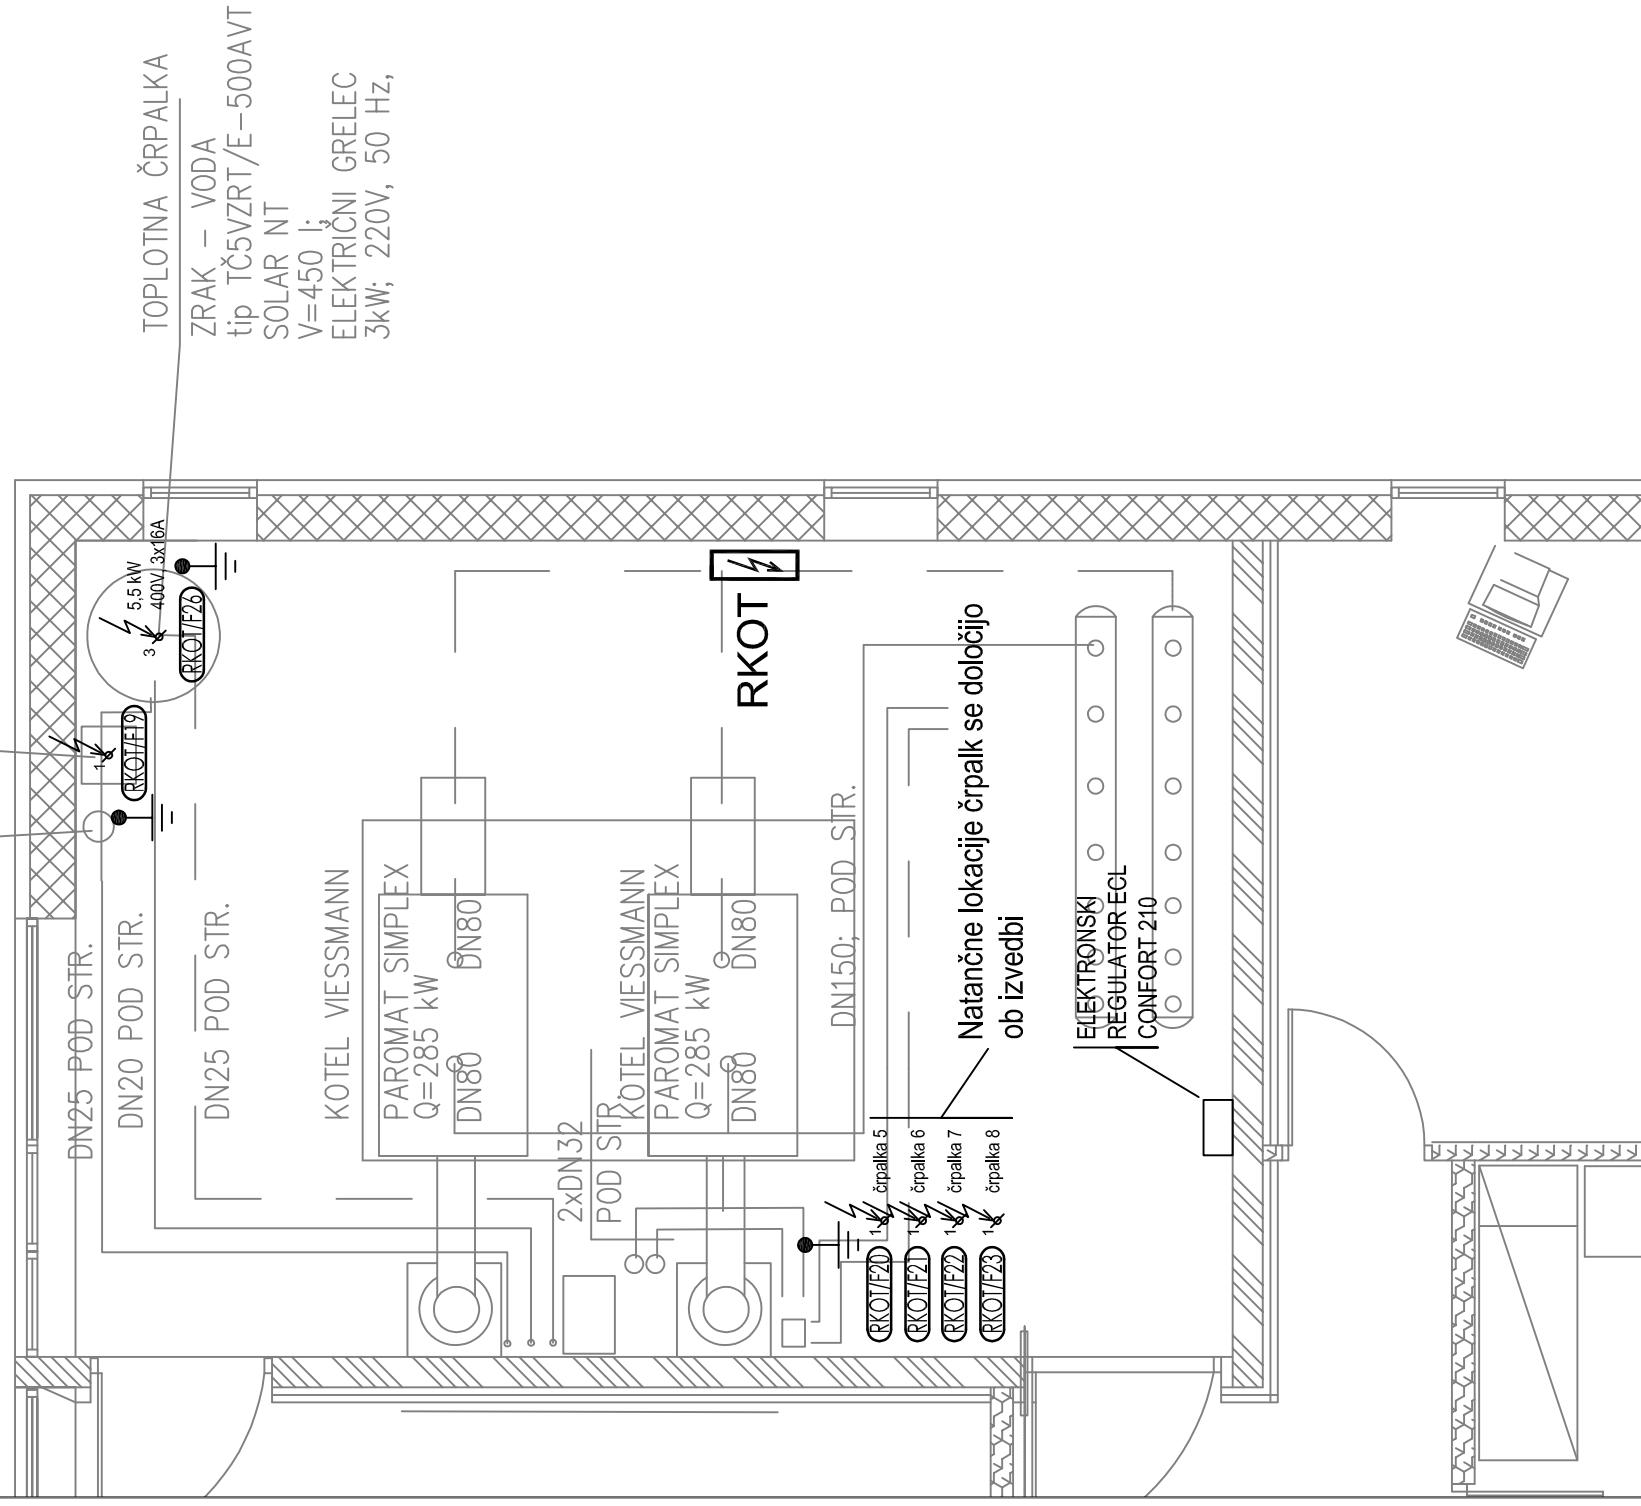 TOPLOTNA ČRPALKA
ZRAK – VODA
tip TČ5VZRT/E–500AVT
SOLAR NT
V=450 l;
ELEKTRIČNI GRELEC
3kW; 220V, 50 Hz,
5,5 kW
400V, 3x16A
3
RKOT/F26
1
RKOT/F19
RKOT
DN25 POD STR.
DN20 POD STR.
DN25 POD STR.
KOTEL VIESSMANN
PAROMAT SIMPLEX
Q=285 kW
DN80
DN80
2xDN32
POD STR.
KOTEL VIESSMANN
PAROMAT SIMPLEX
Q=285 kW
DN80
DN80
DN150; POD STR.
Natančne lokacije črpalk se določijo
ob izvedbi
ELEKTRONSKI
REGULATOR ECL
CONFORT 210
črpalka 5
črpalka 6
črpalka 7
črpalka 8
1
1
1
1
RKOT/F20
RKOT/F21
RKOT/F22
RKOT/F23